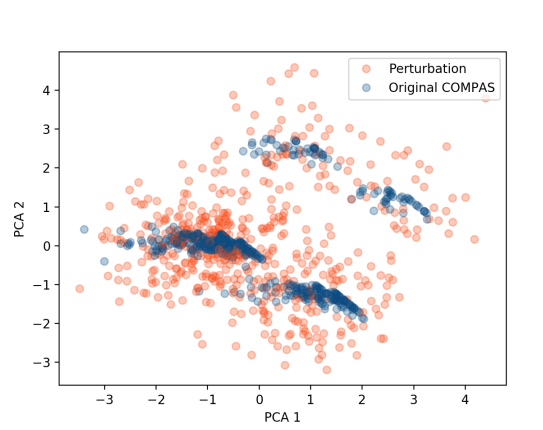 Perturbation
Original COMPAS
4
3
2
1
0
−1
−2
−3
PCA 2
−3 −2 −1 0 1 2 3 4
PCA 1